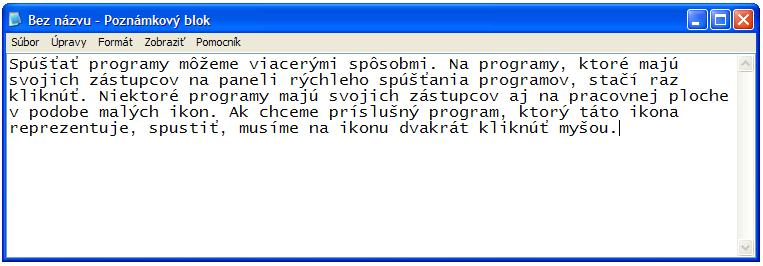 Bez názvu - Poznámkový blok
Súbor Úpravy Formát Zobraziť Pomocník
Spúšťať programy môžeme viacerými spôsobmi. Na programy, ktoré majú
svojich zástupcov na paneli rýchleho spúšťania programov, stačí raz
kliknúť. Niektoré programy majú svojich zástupcov aj na pracovnej ploche
v podobe malých ikon. Ak chceme príslušný program, ktorý táto ikona
reprezentuje, spustiť, musíme na ikonu dvakrát kliknúť myšou.